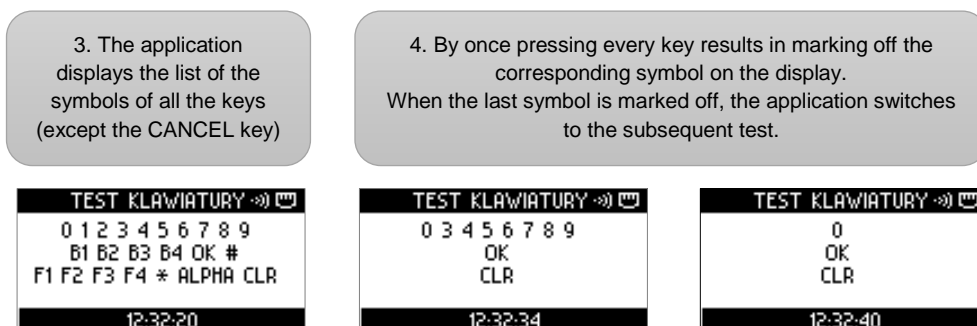 3. The application
displays the list of the
symbols of all the keys
(except the CANCEL key)
4. By once pressing every key results in marking off the
corresponding symbol on the display.
When the last symbol is marked off, the application switches
to the subsequent test.
TEST KLAWIATURY
0 1 2 3 4 5 6 7 8 9
B1 B2 B3 B4 OK #
F1 F2 F3 F4 * ALPHA CLR
12:32:20
TEST KLAWIATURY
0 3 4 5 6 7 8 9
OK
CLR
12:32:34
TEST KLAWIATURY
0
OK
CLR
12:32:40